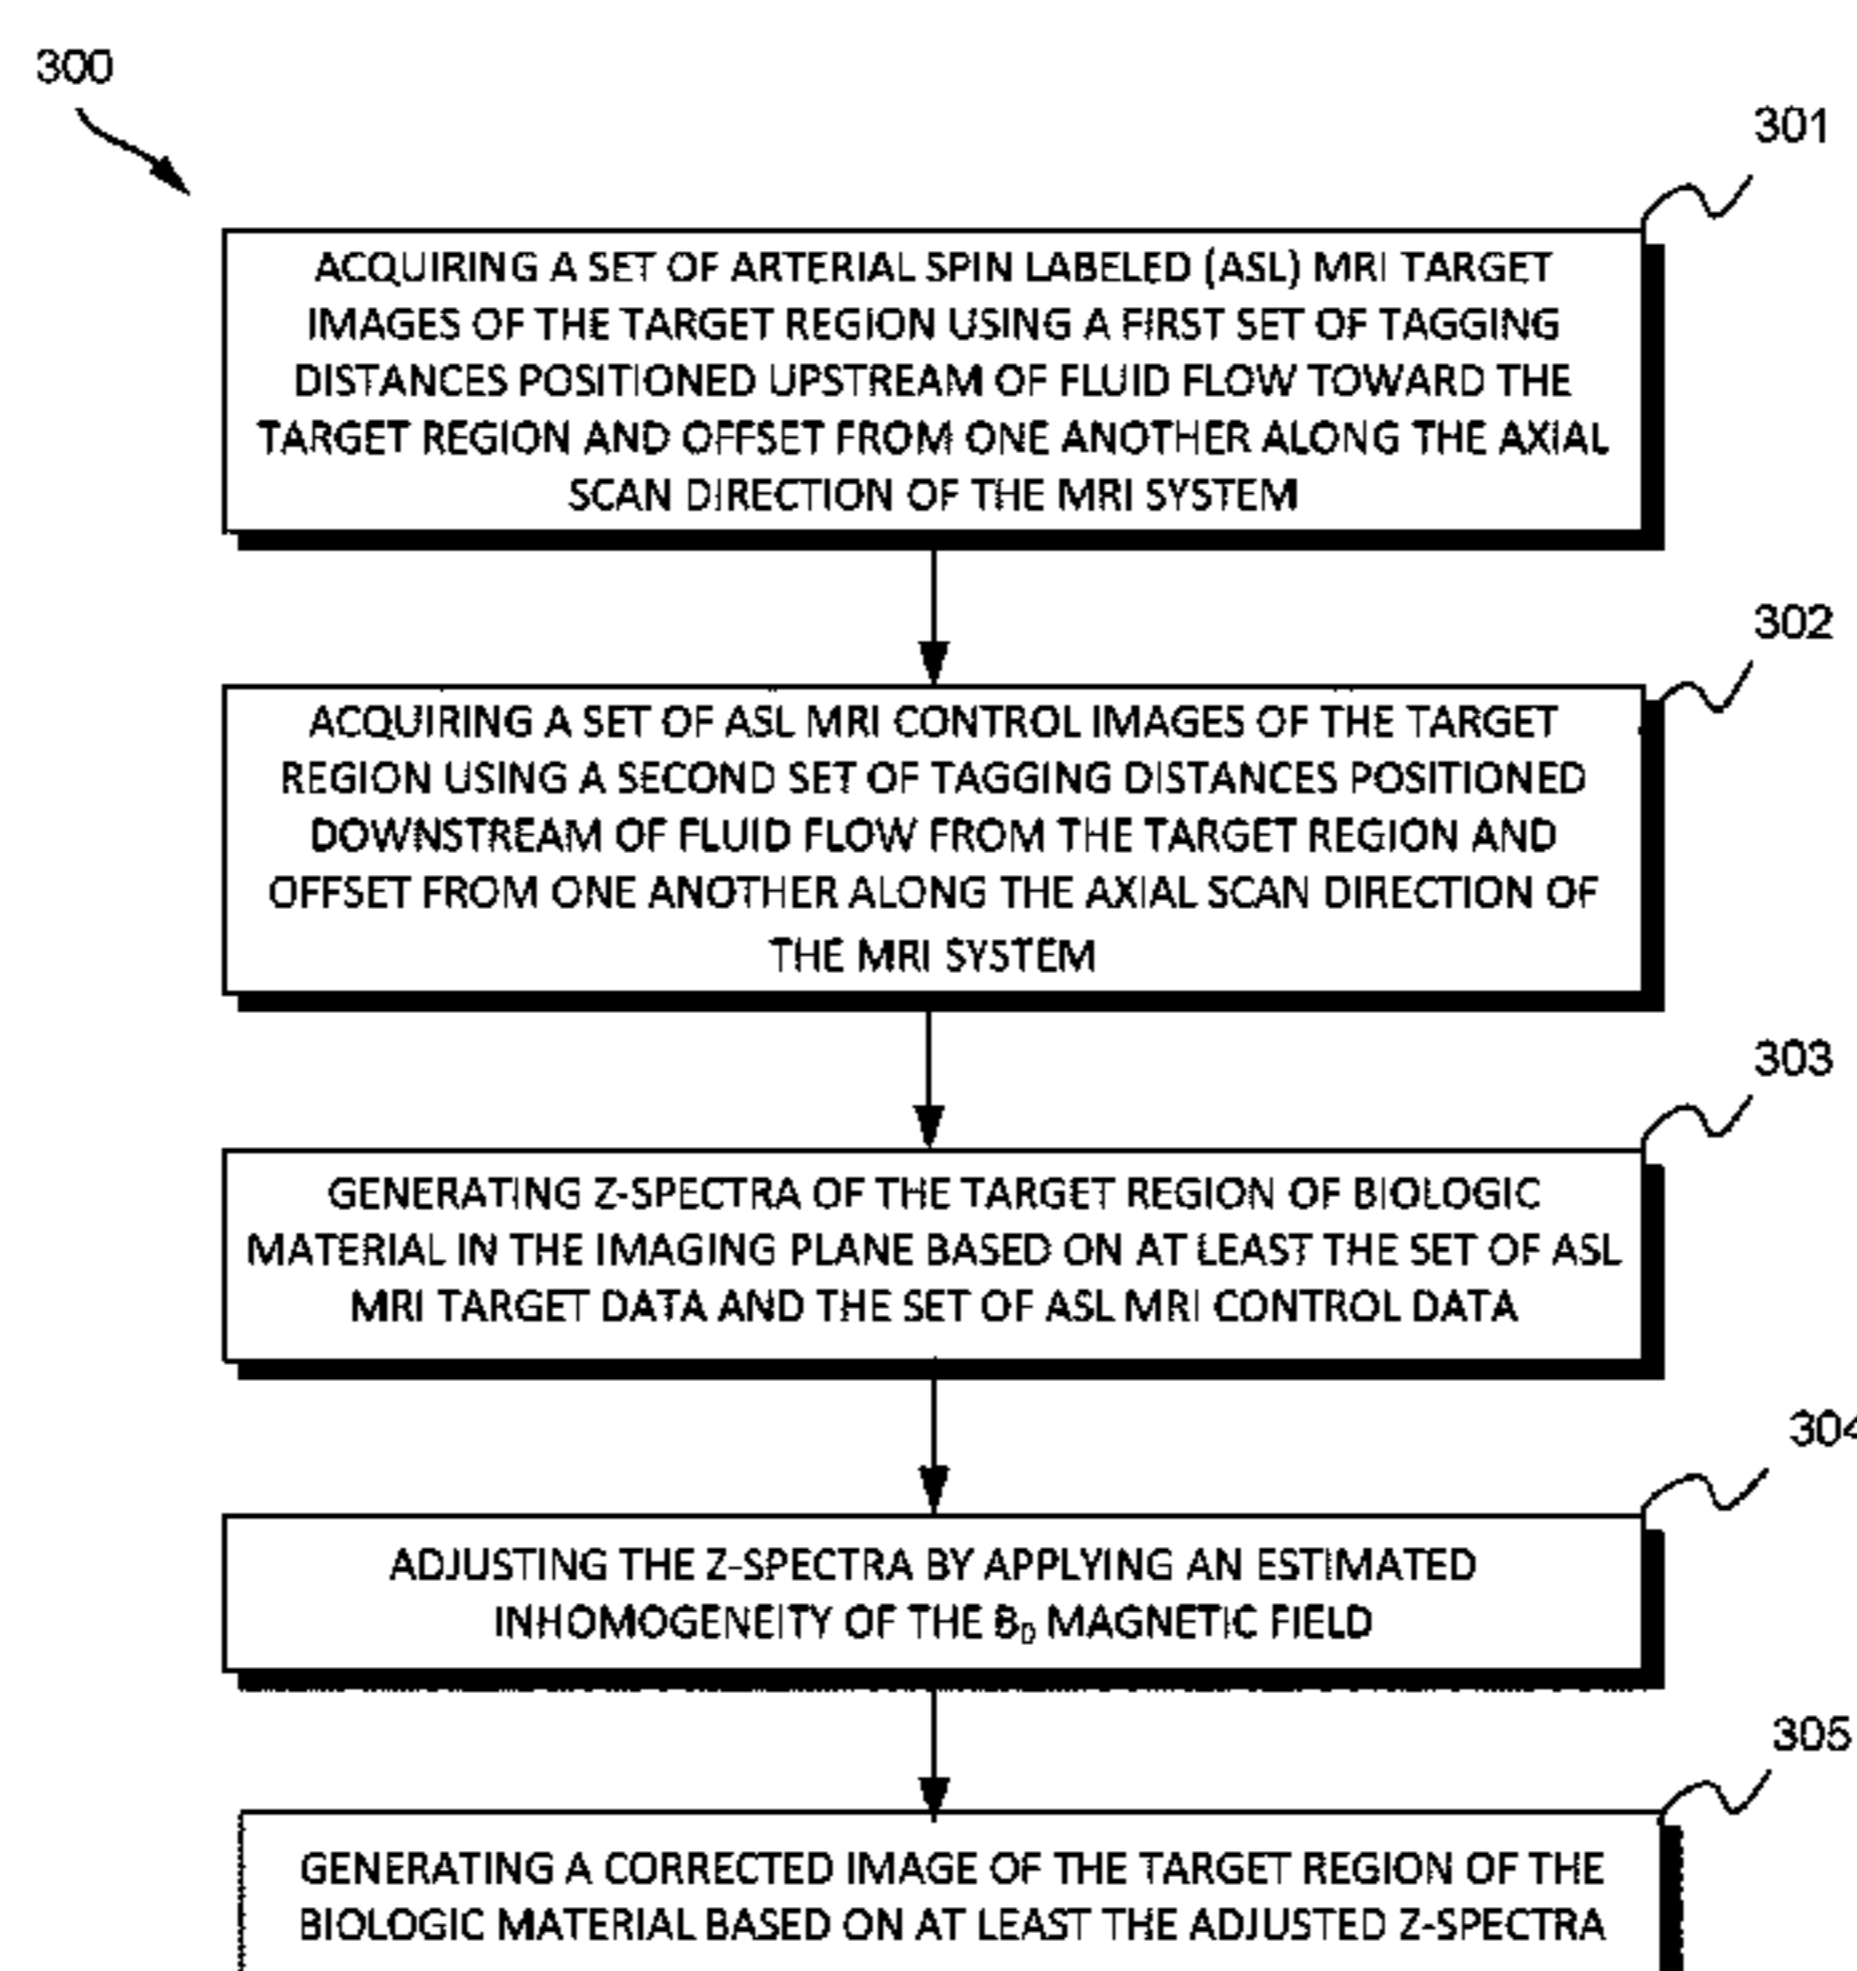 300
301
ACQUIRING A SET OF ARTERIAL SPIN LABELED (ASL) MRI TARGET
IMAGES OF THE TARGET REGION USING A FIRST SET OF TAGGING
DISTANCES POSITIONED UPSTREAM OF FLUID FLOW TOWARD THE
TARGET REGION AND OFFSET FROM ONE ANOTHER ALONG THE AXIAL
SCAN DIRECTION OF THE MRI SYSTEM
302
ACQUIRING A SET OF ASL MRI CONTROL IMAGES OF THE TARGET
REGION USING A SECOND SET OF TAGGING DISTANCES POSITIONED
DOWNSTREAM OF FLUID FLOW FROM THE TARGET REGION AND
OFFSET FROM ONE ANOTHER ALONG THE AXIAL SCAN DIRECTION OF
THE MRI SYSTEM
303
GENERATING Z-SPECTRA OF THE TARGET REGION OF BIOLOGIC
MATERIAL IN THE IMAGING PLANE BASED ON AT LEAST THE SET OF ASL
MRI TARGET DATA AND THE SET OF ASL MRI CONTROL DATA
304
ADJUSTING THE Z-SPECTRA BY APPLYING AN ESTIMATED
INHOMOGENEITY OF THE B₀ MAGNETIC FIELD
305
GENERATING A CORRECTED IMAGE OF THE TARGET REGION OF THE
BIOLOGIC MATERIAL BASED ON AT LEAST THE ADJUSTED Z-SPECTRA